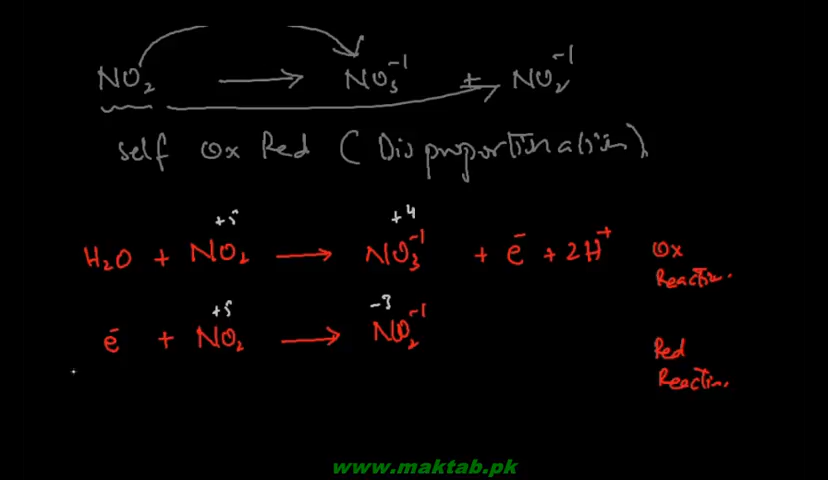 NO₂ → NO₃⁻¹ + NO₂⁻¹
self Ox Red (Disproportination)
+5 +4
H₂O + NO₂ → NO₃⁻¹ + e⁻ + 2H⁺ Ox
Reaction.
+5 -3
e⁻ + NO₂ → NO₂⁻¹ Red
Reaction.
www.maktab.pk